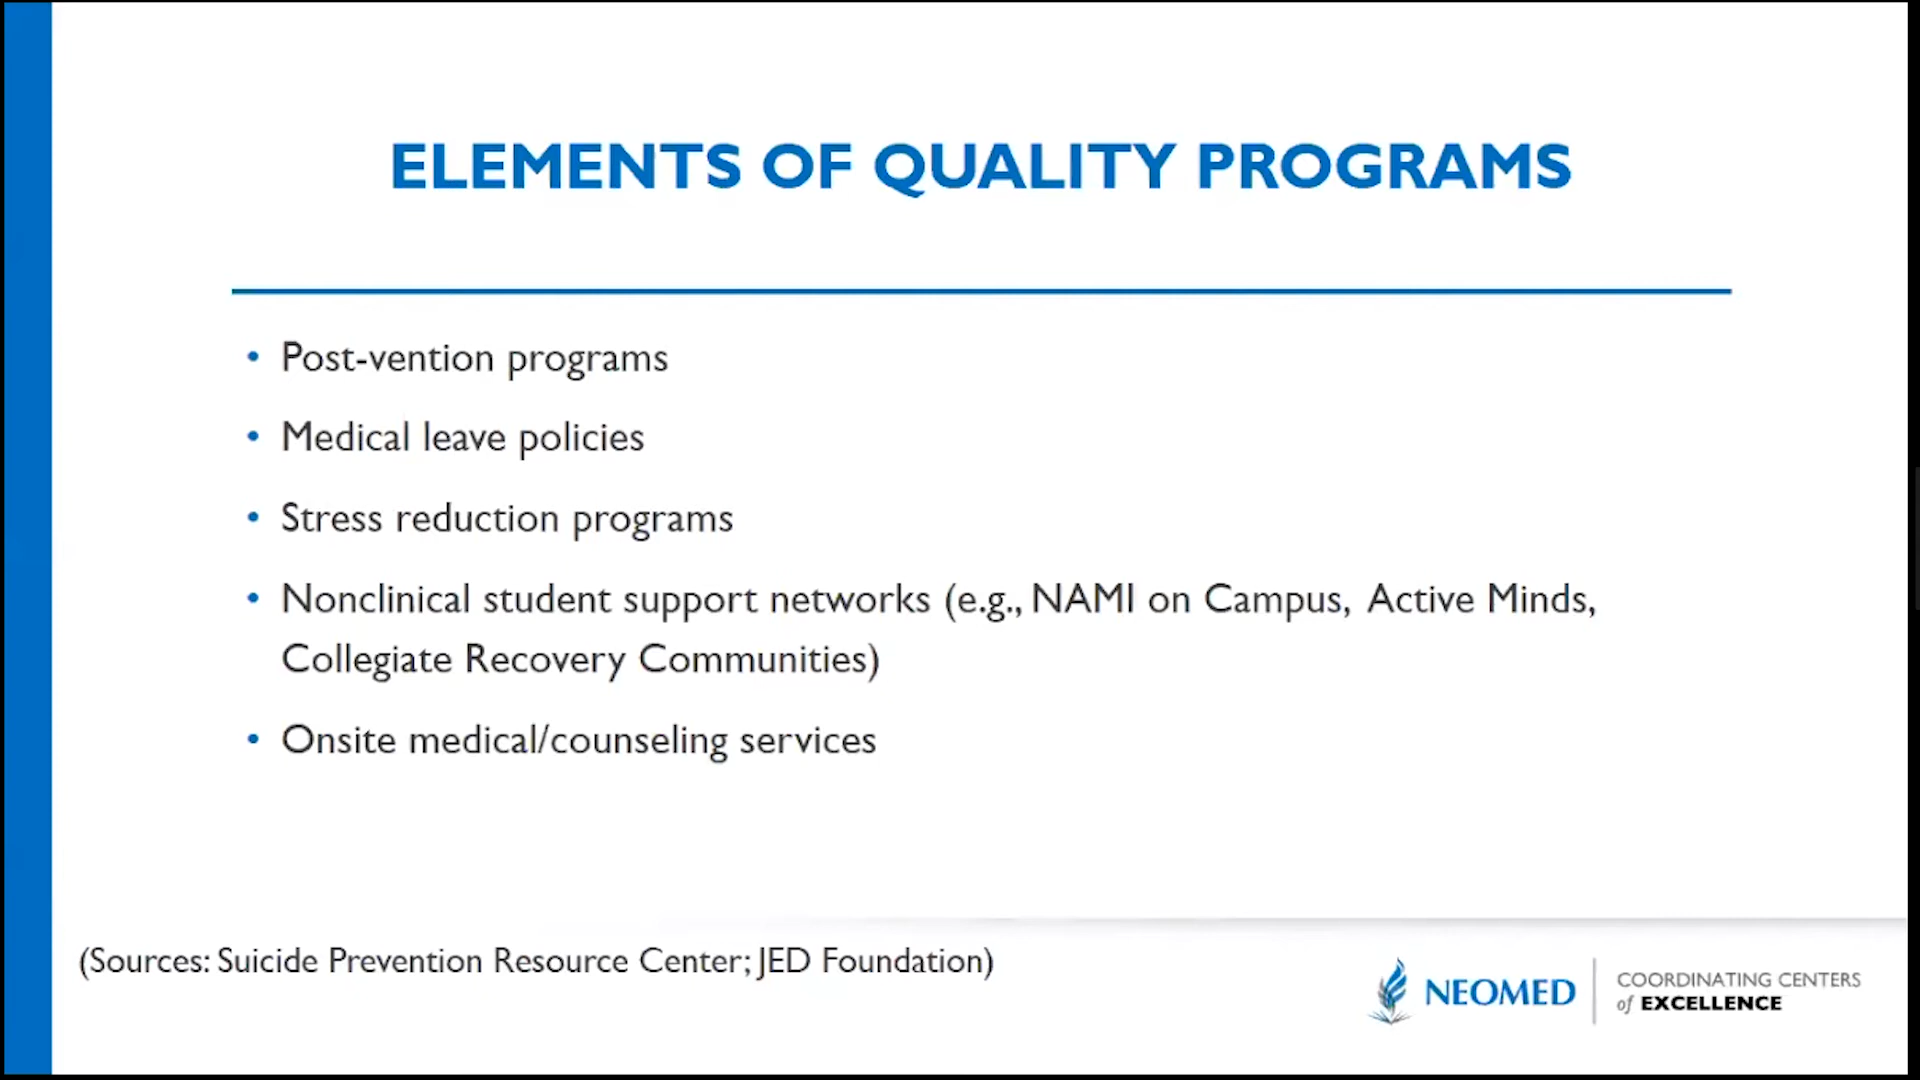 ELEMENTS OF QUALITY PROGRAMS
• Post-vention programs
• Medical leave policies
• Stress reduction programs
• Nonclinical student support networks (e.g., NAMI on Campus, Active Minds,
Collegiate Recovery Communities)
• Onsite medical/counseling services
(Sources: Suicide Prevention Resource Center; JED Foundation)
NEOMED
COORDINATING CENTERS
of EXCELLENCE